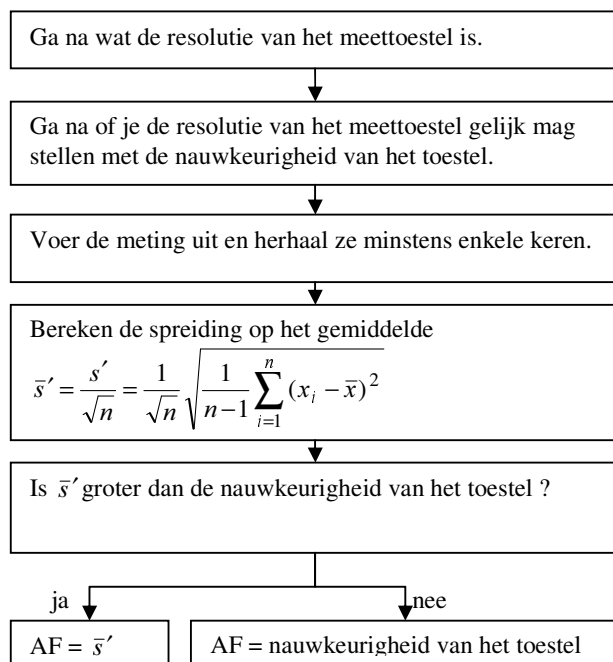 Ga na wat de resolutie van het meettoestel is.
Ga na of je de resolutie van het meettoestel gelijk mag
stellen met de nauwkeurigheid van het toestel.
Voer de meting uit en herhaal ze minstens enkele keren.
Bereken de spreiding op het gemiddelde
s̅′ = s′/√n = 1/√n √(1/(n−1) ∑_{i=1}^{n} (x_i − x̅)²)
Is s̅′ groter dan de nauwkeurigheid van het toestel ?
ja
nee
AF = s̅′
AF = nauwkeurigheid van het toestel